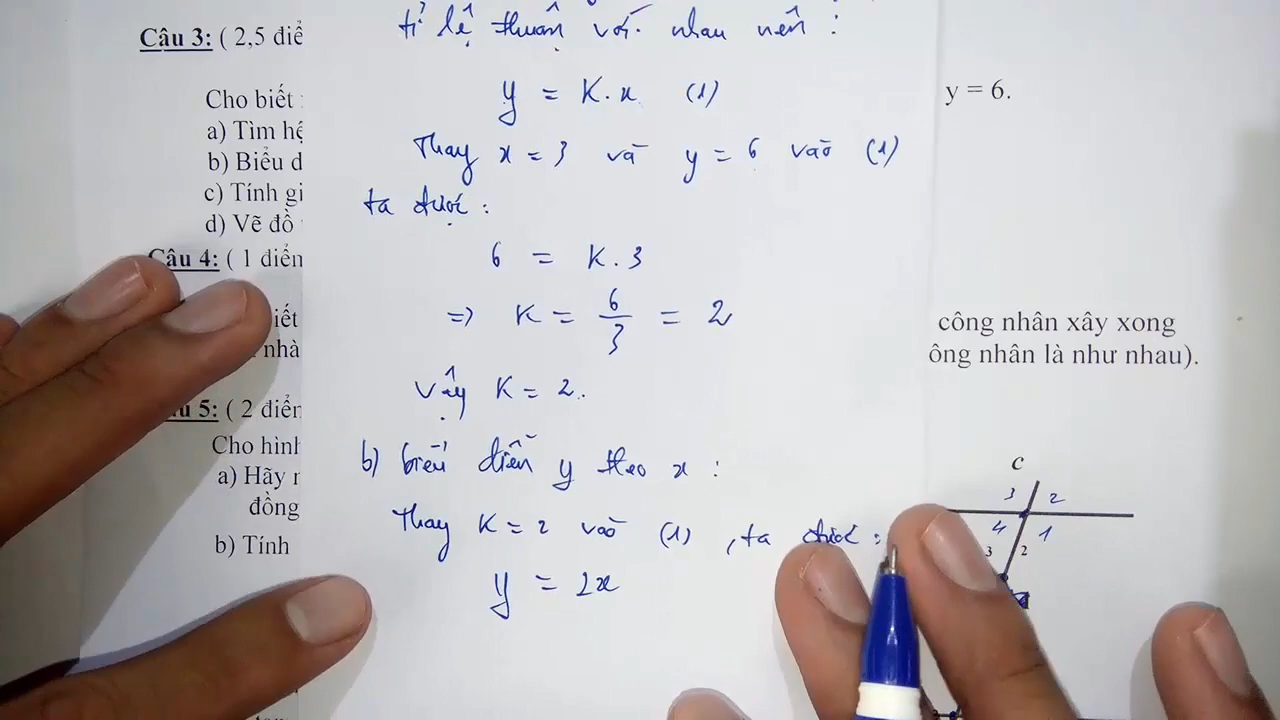 tỉ lệ thuận với nhau nên :
Câu 3: ( 2,5 điể
y = K.x (1)
y = 6.
Cho biết
a) Tìm hệ
Thay x = 3 và y = 6 vào (1)
b) Biểu d
c) Tính gi
ta được :
d) Vẽ đồ
Câu 4: ( 1 điểm
6 = K.3
=> K = 6/3 = 2
iết
công nhân xây xong
nhà
ông nhân là như nhau).
Vậy K = 2.
u 5: ( 2 điểm
Cho hình
b) biểu diễn y theo x :
C
a) Hãy
3 2
đồng
Thay K = 2 vào (1) , ta được :
4 1
b) Tính
3 2
y = 2x
2